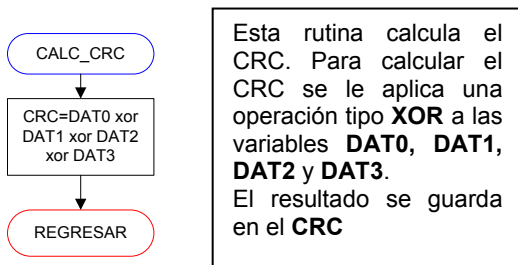 CALC_CRC
CRC=DAT0 xor
DAT1 xor DAT2
xor DAT3
REGRESAR
Esta rutina calcula el
CRC. Para calcular el
CRC se le aplica una
operación tipo XOR a las
variables DAT0, DAT1,
DAT2 y DAT3.
El resultado se guarda
en el CRC